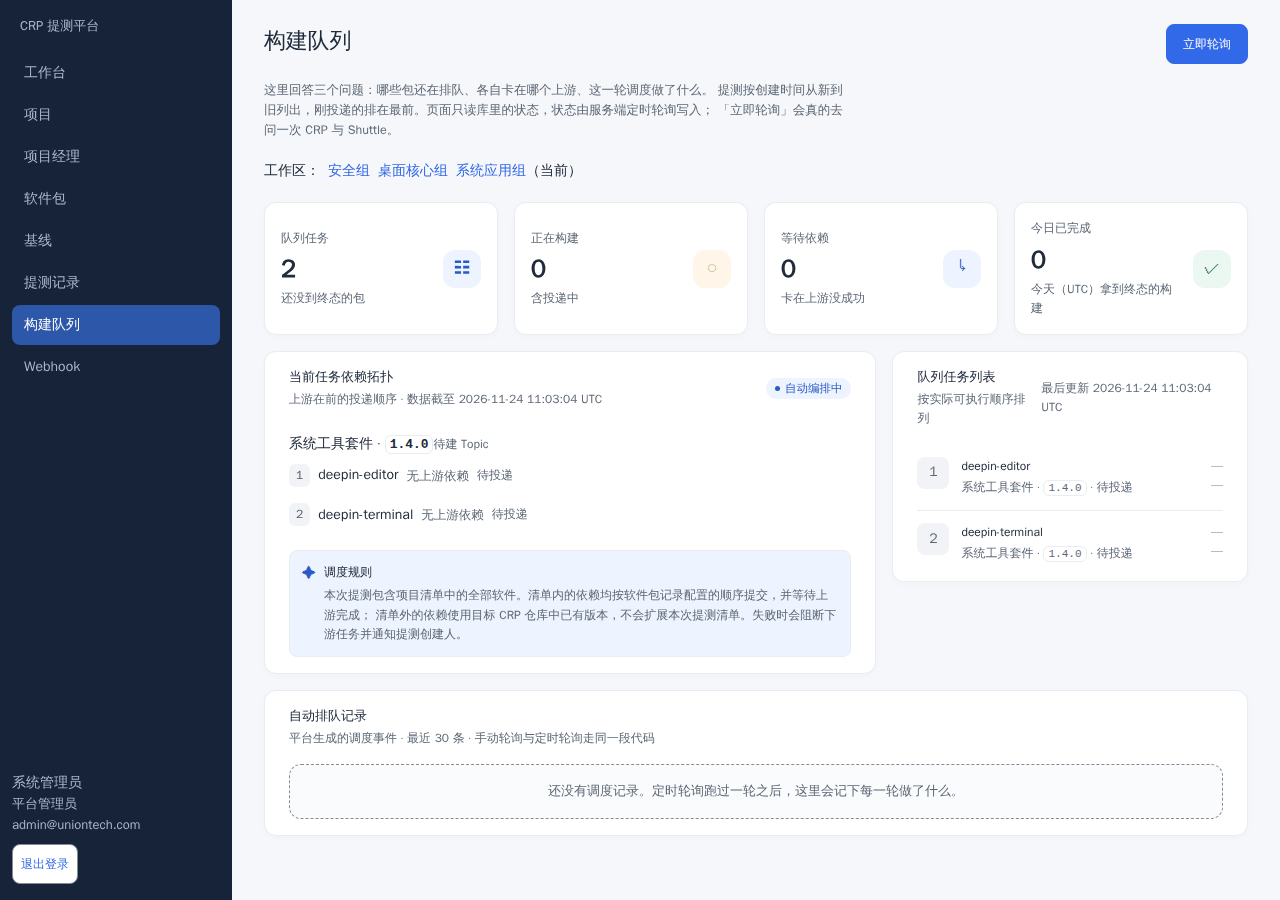 CRP 提测平台
工作台
项目
项目经理
软件包
基线
提测记录
构建队列
Webhook
系统管理员
平台管理员
admin@uniontech.com
退出登录
构建队列
立即轮询
这里回答三个问题：哪些包还在排队、各自卡在哪个上游、这一轮调度做了什么。 提测按创建时间从新到
旧列出，刚投递的排在最前。页面只读库里的状态，状态由服务端定时轮询写入； 「立即轮询」会真的去
问一次 CRP 与 Shuttle。
工作区： 安全组 桌面核心组 系统应用组（当前）
队列任务
2
还没到终态的包
正在构建
0
含投递中
等待依赖
0
卡在上游没成功
今日已完成
0
今天（UTC）拿到终态的构
建
当前任务依赖拓扑
上游在前的投递顺序 · 数据截至 2026-11-24 11:03:04 UTC
自动编排中
系统工具套件 · 1.4.0 待建 Topic
1 deepin-editor 无上游依赖 待投递
2 deepin-terminal 无上游依赖 待投递
调度规则
本次提测包含项目清单中的全部软件。清单内的依赖均按软件包记录配置的顺序提交，并等待上
游完成； 清单外的依赖使用目标 CRP 仓库中已有版本，不会扩展本次提测清单。失败时会阻断下
游任务并通知提测创建人。
队列任务列表
按实际可执行顺序排
列
最后更新 2026-11-24 11:03:04
UTC
1
deepin-editor
—
系统工具套件 · 1.4.0 · 待投递
—
2
deepin-terminal
—
系统工具套件 · 1.4.0 · 待投递
—
自动排队记录
平台生成的调度事件 · 最近 30 条 · 手动轮询与定时轮询走同一段代码
还没有调度记录。定时轮询跑过一轮之后，这里会记下每一轮做了什么。